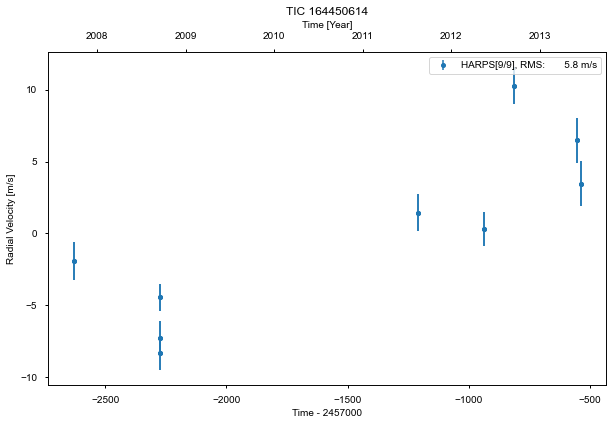 TIC 164450614
Time [Year]
2008 2009 2010 2011 2012 2013
HARPS[9/9], RMS: 5.8 m/s
Radial Velocity [m/s]
10
5
0
−5
−10
−2500 −2000 −1500 −1000 −500
Time - 2457000